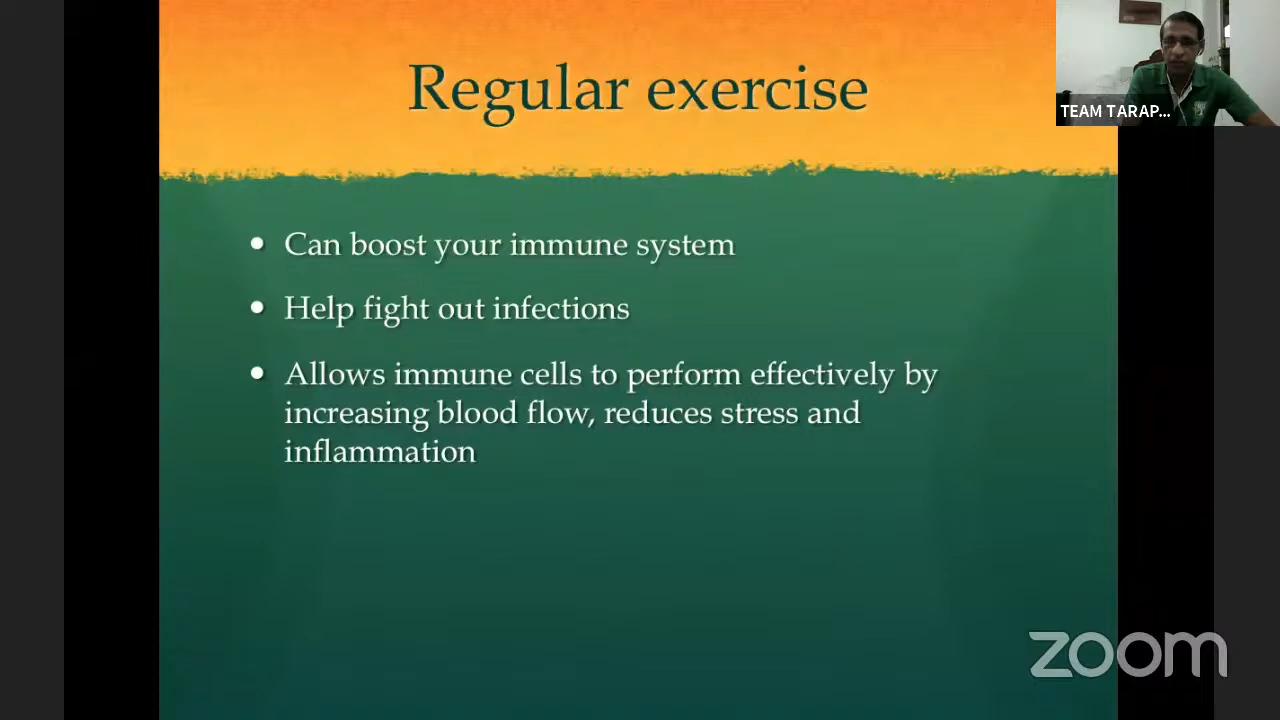 Regular exercise
TEAM TARAP...
• Can boost your immune system
• Help fight out infections
• Allows immune cells to perform effectively by
increasing blood flow, reduces stress and
inflammation
zoom